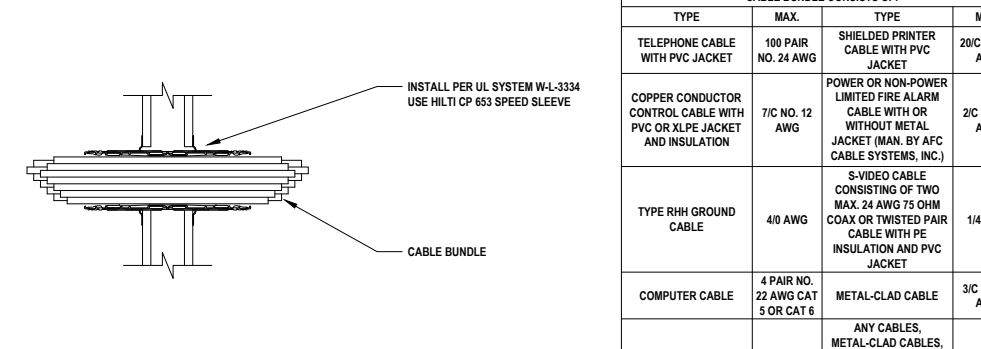 INSTALL PER UL SYSTEM W-L-3334
USE HILTI CP 653 SPEED SLEEVE
CABLE BUNDLE
TYPE
MAX.
TYPE
TELEPHONE CABLE
WITH PVC JACKET
100 PAIR
NO. 24 AWG
SHIELDED PRINTER
CABLE WITH PVC
JACKET
20/C
COPPER CONDUCTOR
CONTROL CABLE WITH
PVC OR XLPE JACKET
AND INSULATION
7/C NO. 12
AWG
POWER OR NON-POWER
LIMITED FIRE ALARM
CABLE WITH OR
WITHOUT METAL
JACKET (MAN. BY AFC
CABLE SYSTEMS, INC.)
2/C
TYPE RHH GROUND
CABLE
4/0 AWG
S-VIDEO CABLE
CONSISTING OF TWO
MAX. 24 AWG 75 OHM
COAX OR TWISTED PAIR
CABLE WITH PE
INSULATION AND PVC
JACKET
1/4
COMPUTER CABLE
4 PAIR NO.
22 AWG CAT
5 OR CAT 6
METAL-CLAD CABLE
3/C
ANY CABLES,
METAL-CLAD CABLES,